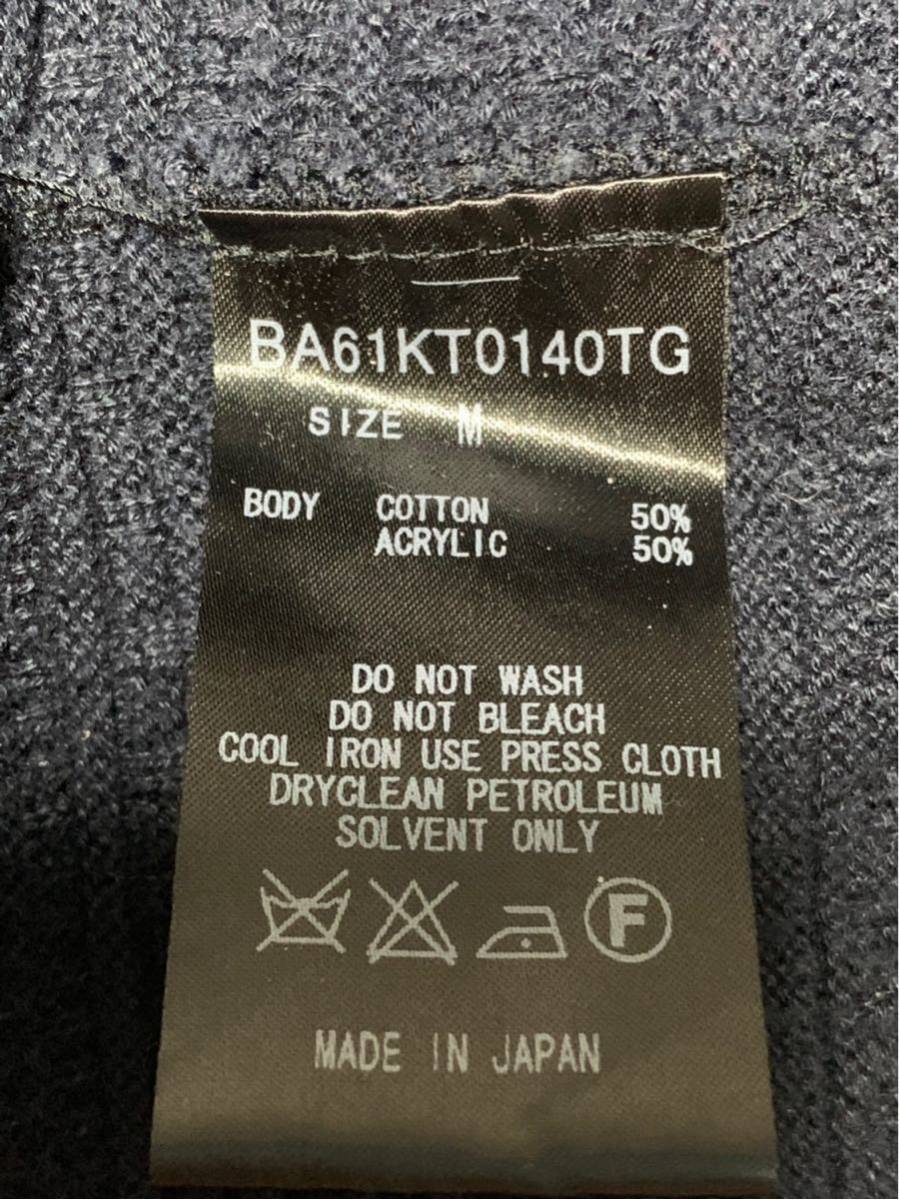 BA61KT0140TG
SIZE M
BODY COTTON 50%
ACRYLIC 50%
DO NOT WASH
DO NOT BLEACH
COOL IRON USE PRESS CLOTH
DRYCLEAN PETROLEUM
SOLVENT ONLY
F
MADE IN JAPAN